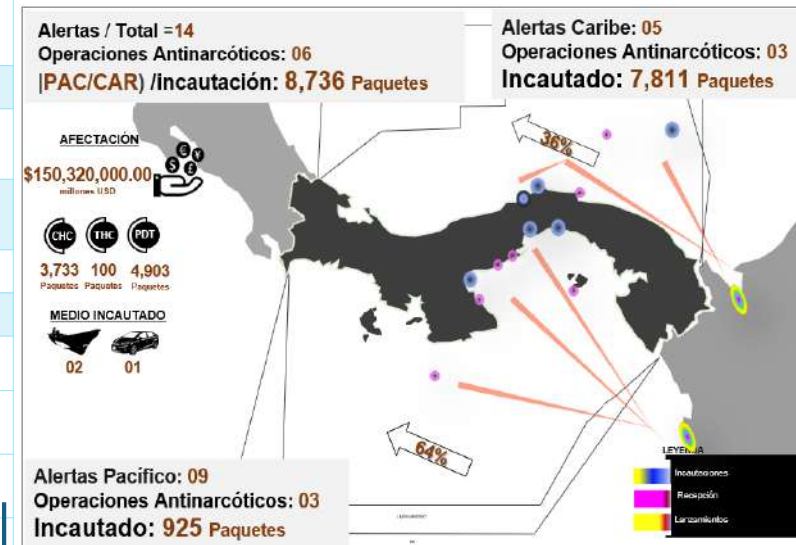 Alertas / Total =14
Operaciones Antinarcóticos: 06
|PAC/CAR) /incautación: 8,736 Paquetes
Alertas Caribe: 05
Operaciones Antinarcóticos: 03
Incautado: 7,811 Paquetes
AFECTACIÓN
$150,320,000.00
millones USD
36%
CHC THC PDT
3,733 100 4,903
Paquetes Paquetes Paquetes
MEDIO INCAUTADO
02 01
64%
Alertas Pacífico: 09
Operaciones Antinarcóticos: 03
Incautado: 925 Paquetes
LEYENDA
Incautaciones
Recepción
Lanzamientos